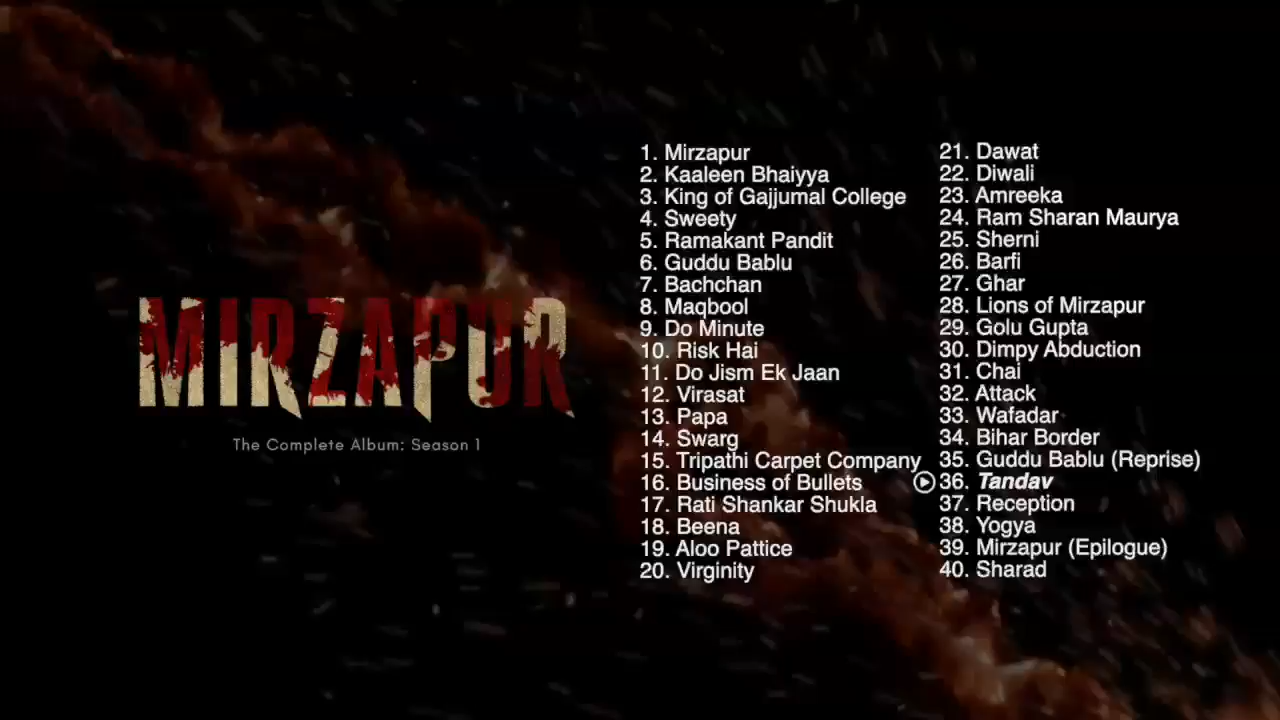 MIRZAPUR
The Complete Album: Season 1
1. Mirzapur
2. Kaaleen Bhaiyya
3. King of Gajjumal College
4. Sweety
5. Ramakant Pandit
6. Guddu Bablu
7. Bachchan
8. Maqbool
9. Do Minute
10. Risk Hai
11. Do Jism Ek Jaan
12. Virasat
13. Papa
14. Swarg
15. Tripathi Carpet Company
16. Business of Bullets
17. Rati Shankar Shukla
18. Beena
19. Aloo Pattice
20. Virginity
21. Dawat
22. Diwali
23. Amreeka
24. Ram Sharan Maurya
25. Sherni
26. Barfi
27. Ghar
28. Lions of Mirzapur
29. Golu Gupta
30. Dimpy Abduction
31. Chai
32. Attack
33. Wafadar
34. Bihar Border
35. Guddu Bablu (Reprise)
36. Tandav
37. Reception
38. Yogya
39. Mirzapur (Epilogue)
40. Sharad